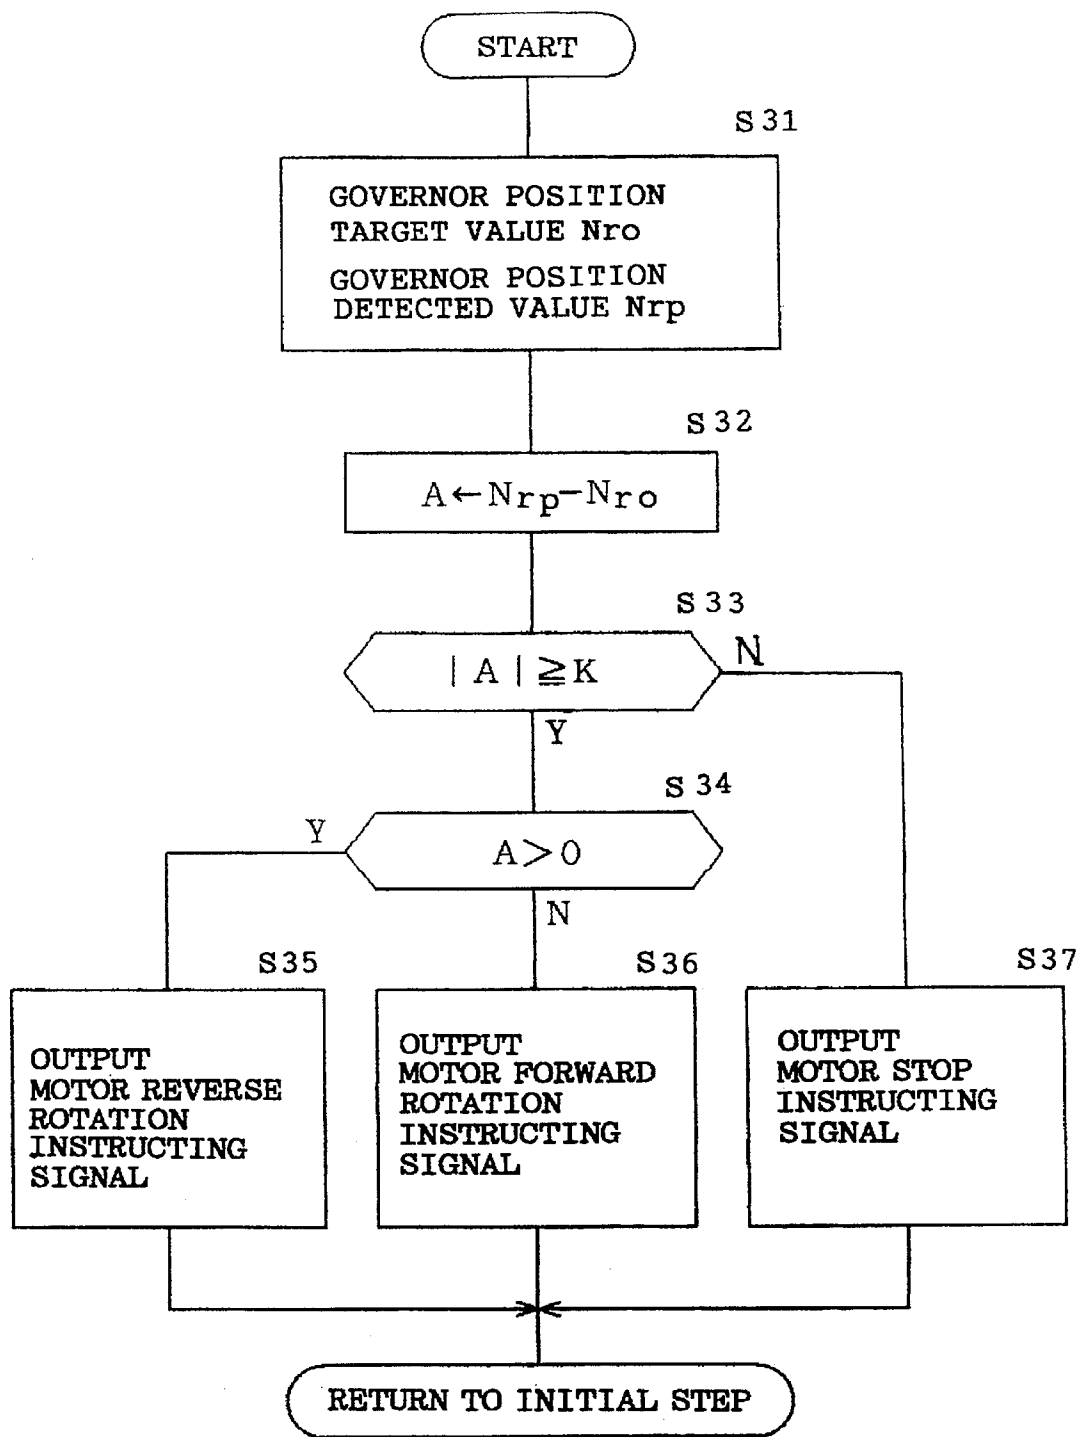 START
S31
GOVERNOR POSITION
TARGET VALUE Nro
GOVERNOR POSITION
DETECTED VALUE Nrp
S32
A←Nrp−Nro
S33
|A|≧K
N
Y
S34
Y
A>0
N
S35
OUTPUT
MOTOR REVERSE
ROTATION
INSTRUCTING
SIGNAL
S36
OUTPUT
MOTOR FORWARD
ROTATION
INSTRUCTING
SIGNAL
S37
OUTPUT
MOTOR STOP
INSTRUCTING
SIGNAL
RETURN TO INITIAL STEP